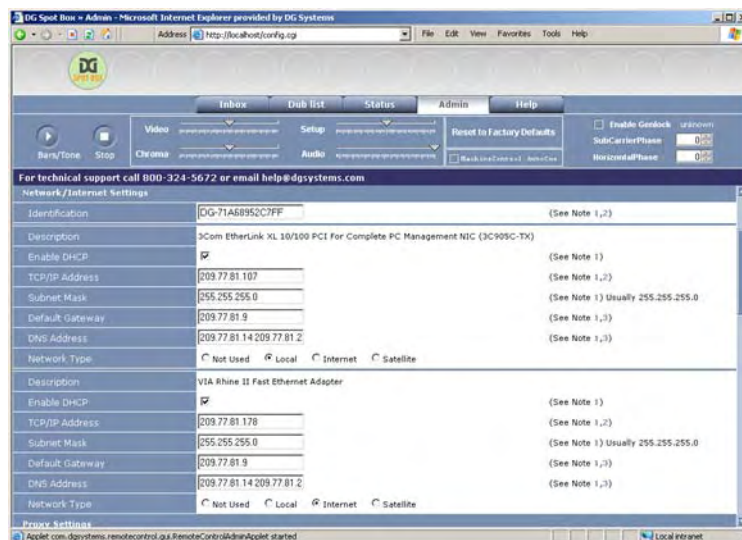 DG Spot Box » Admin - Microsoft Internet Explorer provided by DG Systems
Address http://localhost/config.cgi File Edit View Favorites Tools Help
DG
SPOT BOX
Inbox Dub list Status Admin Help
Video Setup Reset to Factory Defaults Enable Genlock unknown
SubCarrierPhase 0
Bars/Tone Stop Chroma Audio HorizontalPhase 0
For technical support call 800-324-5672 or email help@dgsystems.com
Network/Internet Settings
Identification DG-71A68952C7FF (See Note 1,2)
Description 3Com EtherLink XL 10/100 PCI For Complete PC Management NIC (3C905C-TX)
Enable DHCP (See Note 1)
TCP/IP Address 209.77.81.107 (See Note 1,2)
Subnet Mask 255.255.255.0 (See Note 1) Usually 255.255.255.0
Default Gateway 209.77.81.9 (See Note 1,3)
DNS Address 209.77.81.14 209.77.81.2 (See Note 1,3)
Network Type Not Used Local Internet Satellite
Description VIA Rhine II Fast Ethernet Adapter
Enable DHCP (See Note 1)
TCP/IP Address 209.77.81.178 (See Note 1,2)
Subnet Mask 255.255.255.0 (See Note 1) Usually 255.255.255.0
Default Gateway 209.77.81.9 (See Note 1,3)
DNS Address 209.77.81.14 209.77.81.2 (See Note 1,3)
Network Type Not Used Local Internet Satellite
Proxy Settings
Applet com.dgsystems.remotecontrol.gui.RemoteControlAdminApplet started Local intranet